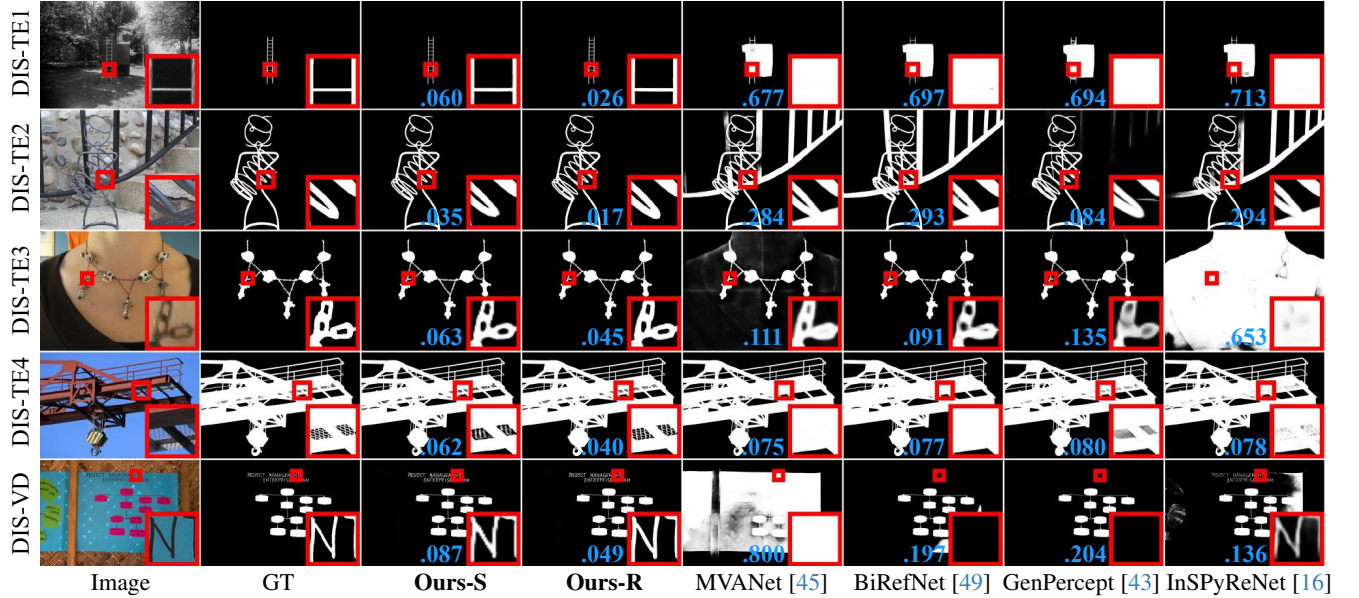 DIS-TE1
.060 .026 .677 .697 .694 .713
DIS-TE2
.035 .017 .284 .293 .084 .294
DIS-TE3
.063 .045 .111 .091 .135 .653
DIS-TE4
.062 .040 .075 .077 .080 .078
DIS-VD
PROJECT MANAGEMENT
ENTERPRISE TEAM
N N N N N
.087 .049 .800 .197 .204 .136
Image GT Ours-S Ours-R MVANet [45] BiRefNet [49] GenPercept [43] InSPyReNet [16]